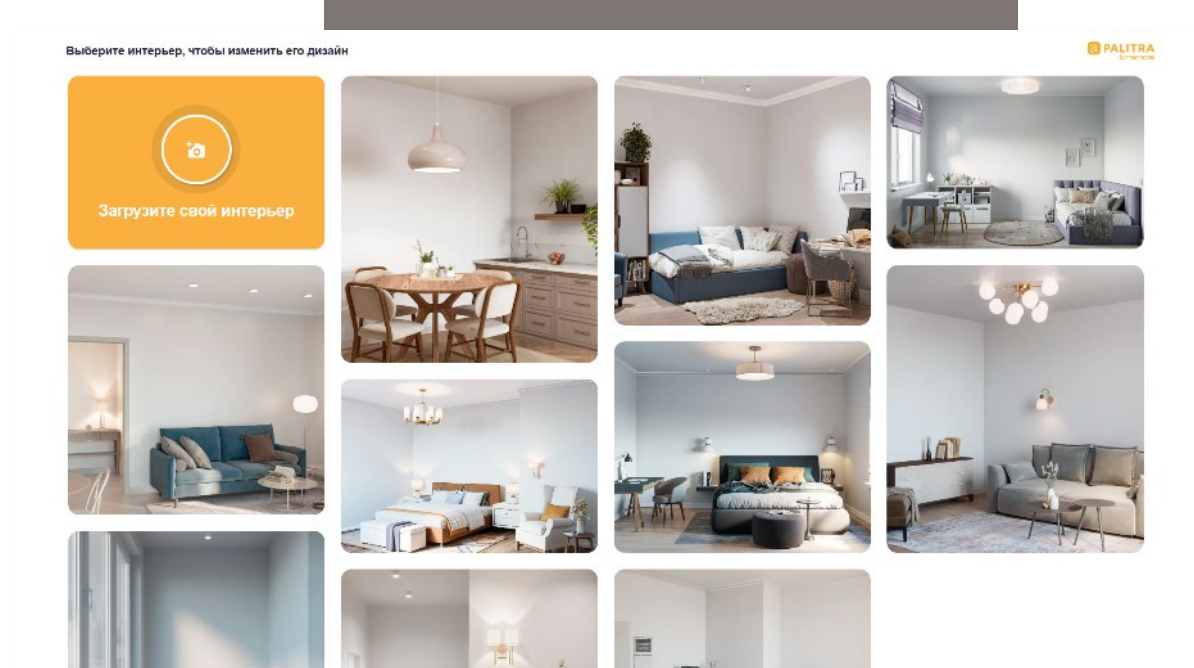 Выберите интерьер, чтобы изменить его дизайн
PALITRA
Загрузите свой интерьер